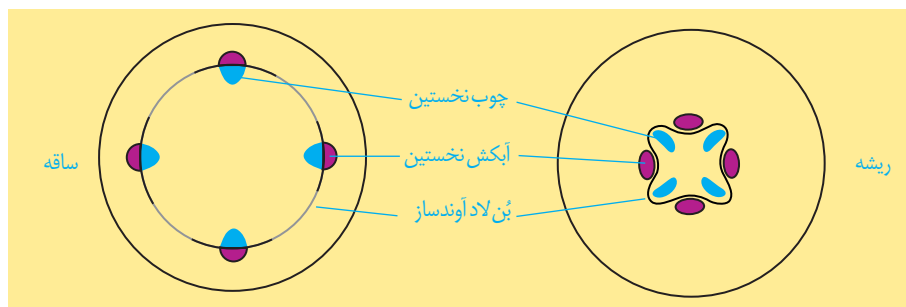 چوب نخستین
آبکش نخستین
ریشه
ساقه
بُن لاد آوندساز